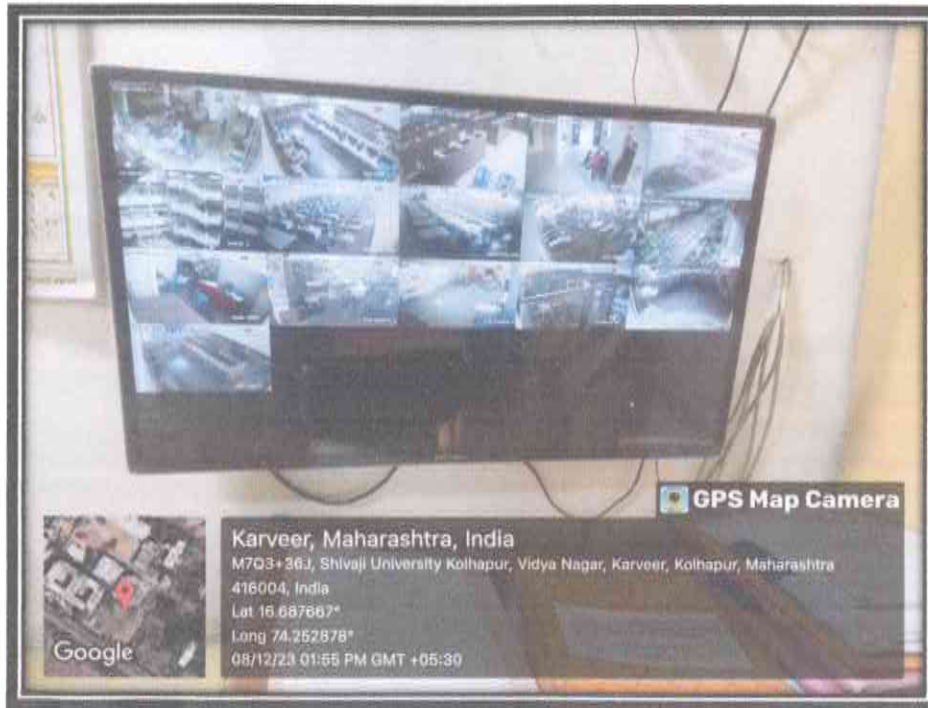 GPS Map Camera
Karveer, Maharashtra, India
M7Q3+36J, Shivaji University Kolhapur, Vidya Nagar, Karveer, Kolhapur, Maharashtra
416004, India
Lat 16.687667°
Long 74.252878°
08/12/23 01:55 PM GMT +05:30
Google